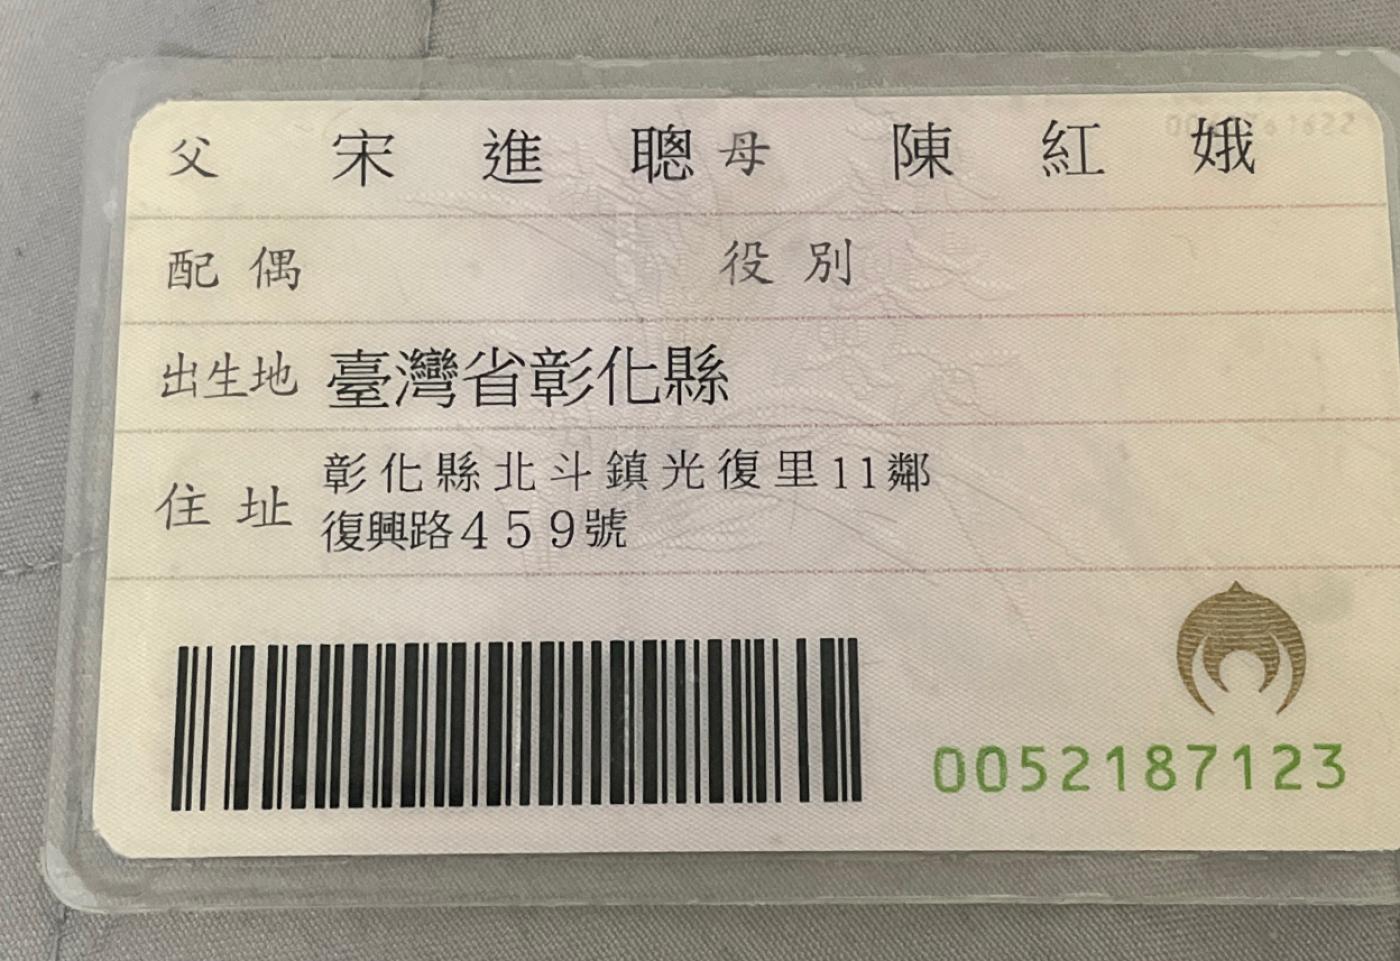 父 宋進聰 母 陳紅娥
配偶 役別
出生地 臺灣省彰化縣
住址 彰化縣北斗鎮光復里11鄰
復興路459號
0052187123